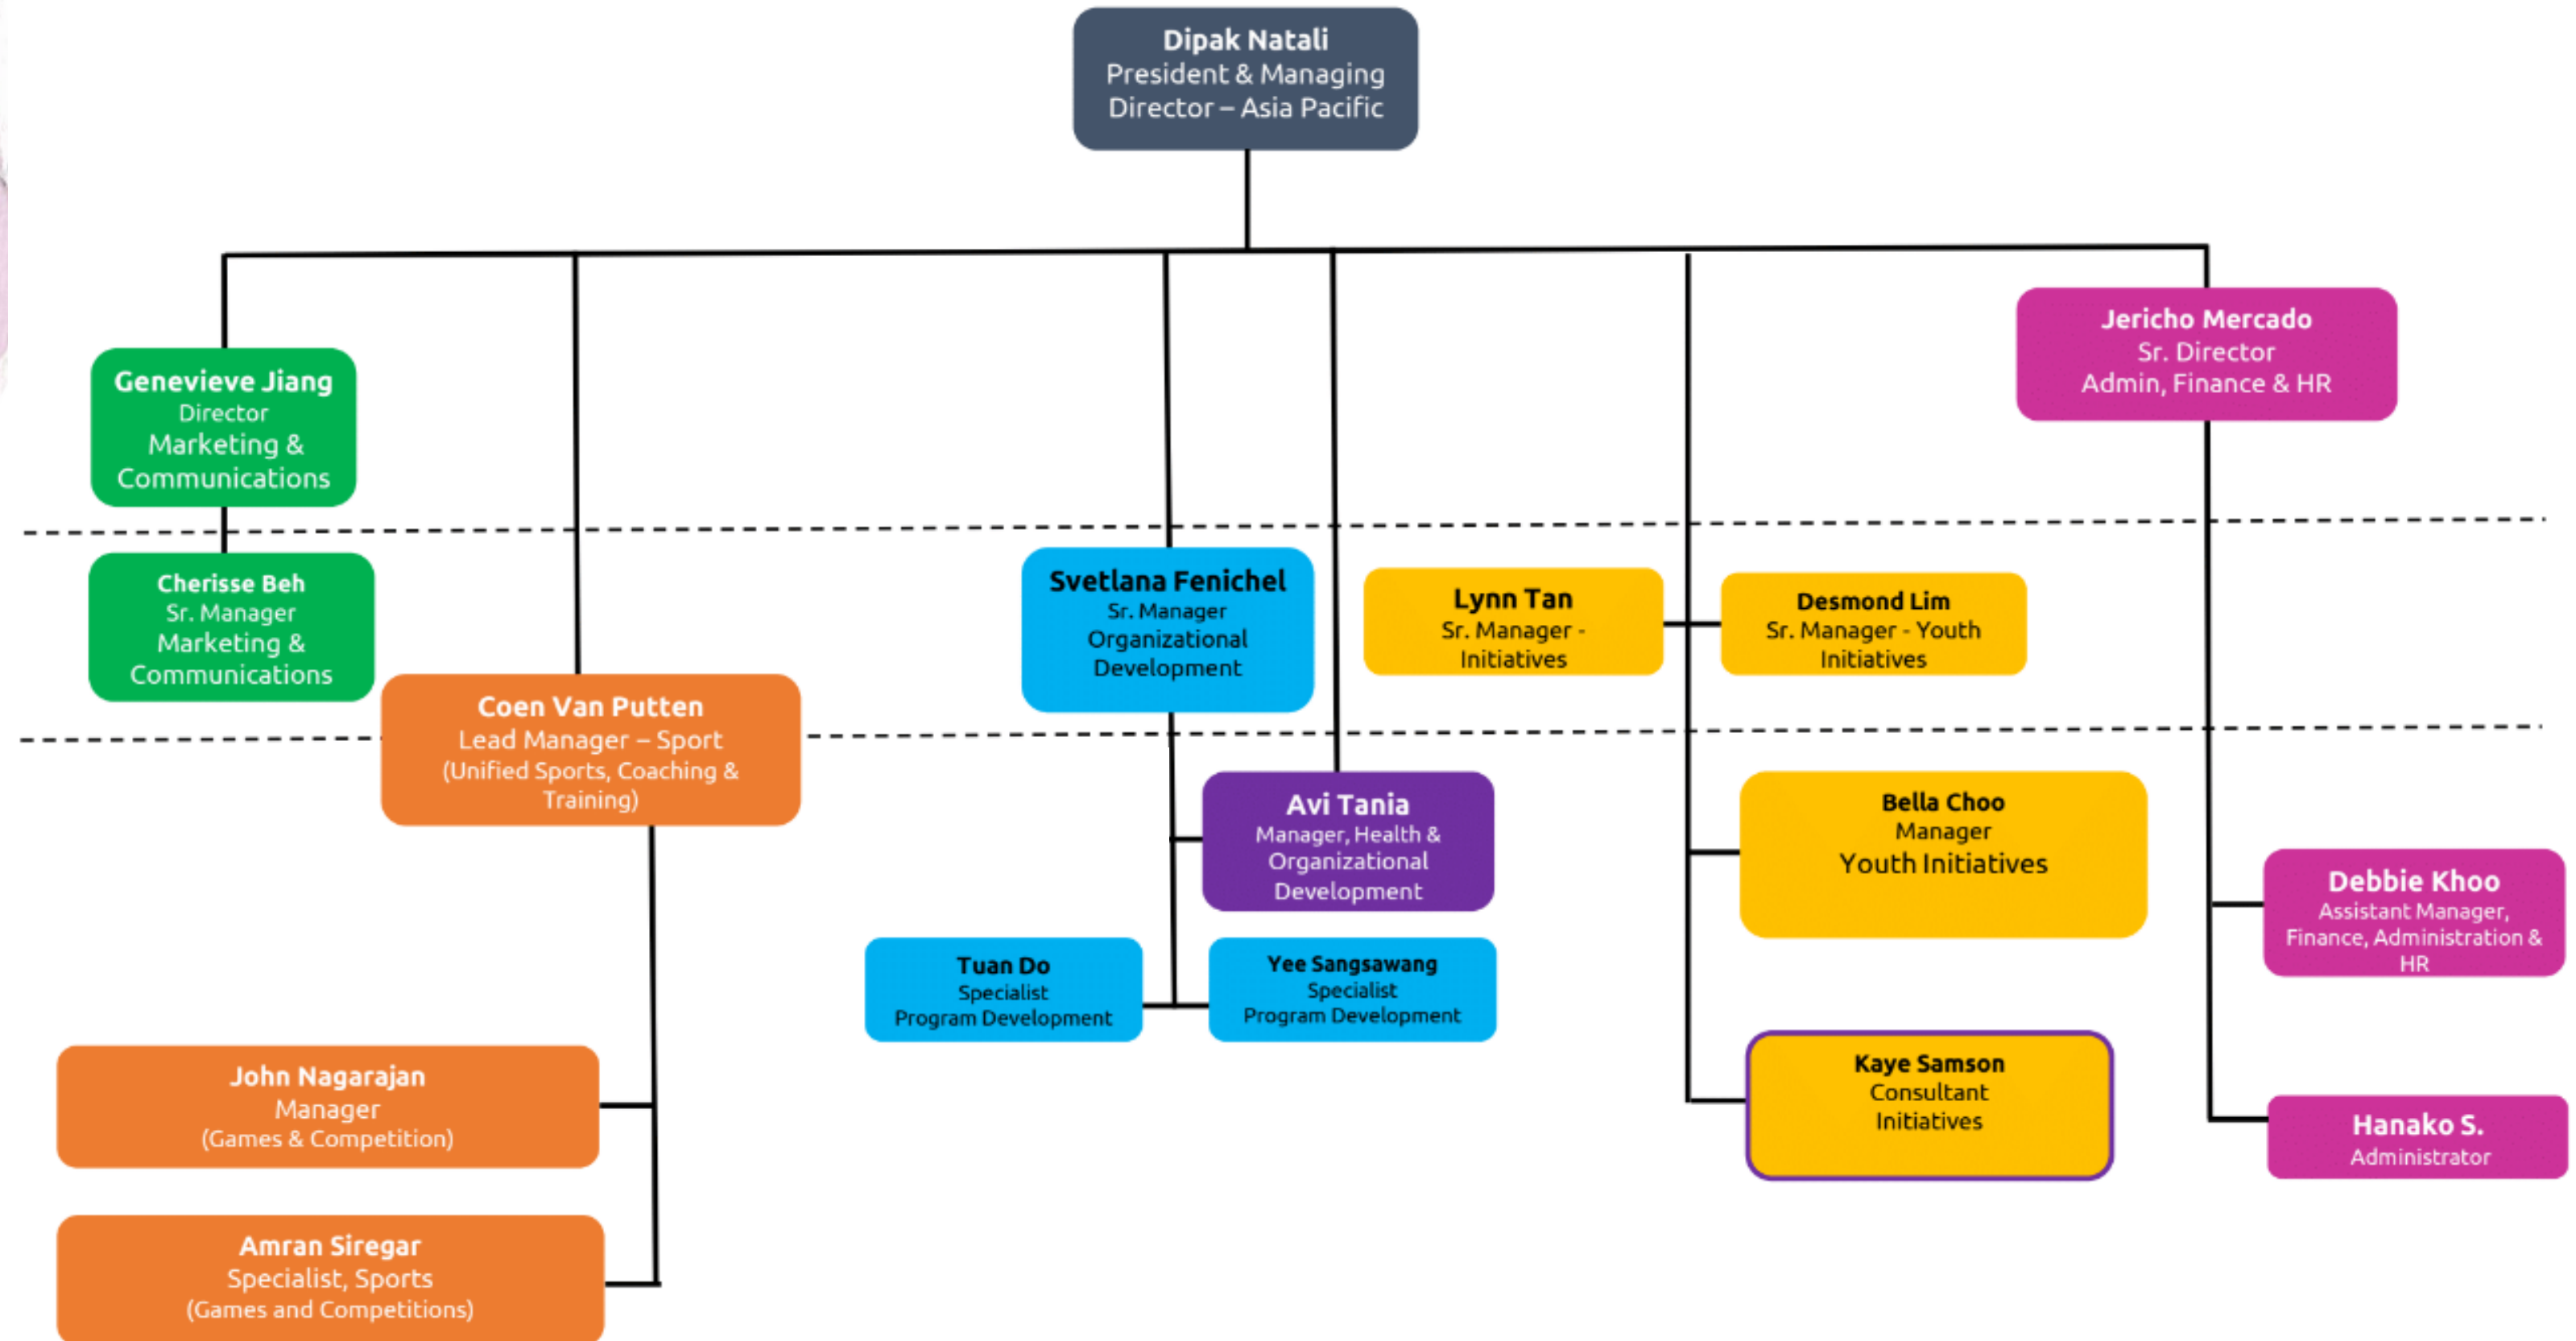 Dipak Natali
President & Managing
Director – Asia Pacific
Jericho Mercado
Sr. Director
Admin, Finance & HR
Genevieve Jiang
Director
Marketing &
Communications
Cherisse Beh
Sr. Manager
Marketing &
Communications
Svetlana Fenichel
Sr. Manager
Organizational
Development
Lynn Tan
Sr. Manager -
Initiatives
Desmond Lim
Sr. Manager - Youth
Initiatives
Coen Van Putten
Lead Manager – Sport
(Unified Sports, Coaching &
Training)
Avi Tania
Manager, Health &
Organizational
Development
Bella Choo
Manager
Youth Initiatives
Debbie Khoo
Assistant Manager,
Finance, Administration &
HR
Tuan Do
Specialist
Program Development
Yee Sangsawang
Specialist
Program Development
John Nagarajan
Manager
(Games & Competition)
Kaye Samson
Consultant
Initiatives
Hanako S.
Administrator
Amran Siregar
Specialist, Sports
(Games and Competitions)